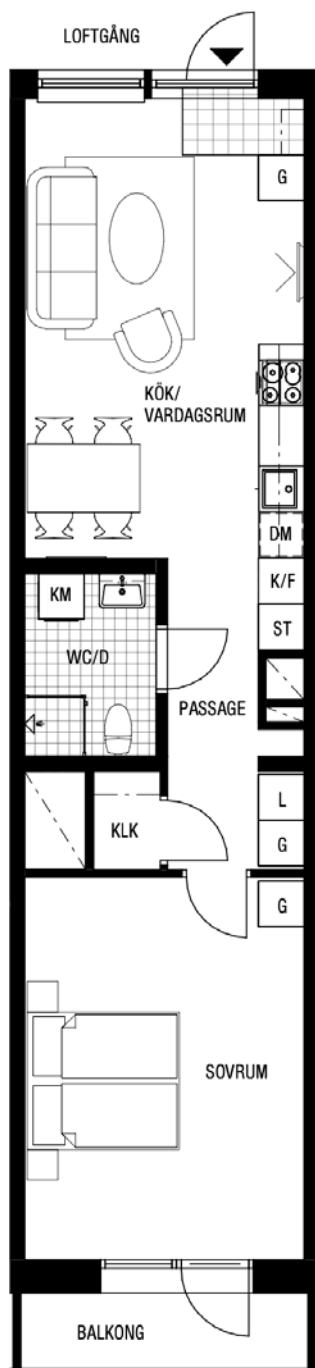 LOFTGÅNG
G
KÖK/
VARDAGSRUM
DM
K/F
KM
ST
WC/D
PASSAGE
L
KLK
G
G
SOVRUM
BALKONG